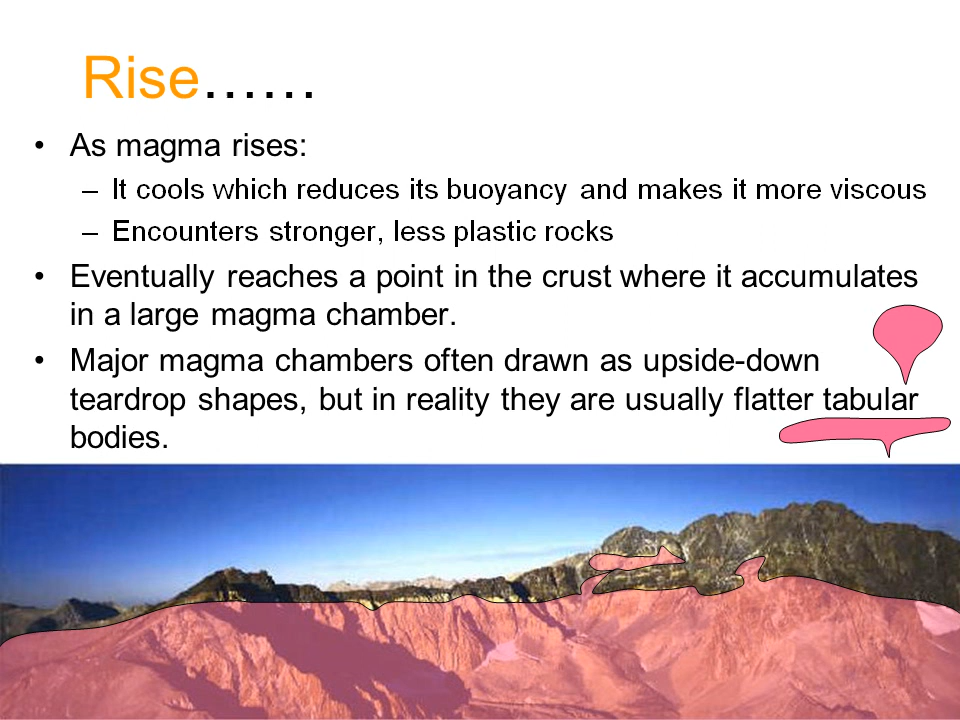 Rise……
• As magma rises:
– It cools which reduces its buoyancy and makes it more viscous
– Encounters stronger, less plastic rocks
• Eventually reaches a point in the crust where it accumulates
in a large magma chamber.
• Major magma chambers often drawn as upside-down
teardrop shapes, but in reality they are usually flatter tabular
bodies.